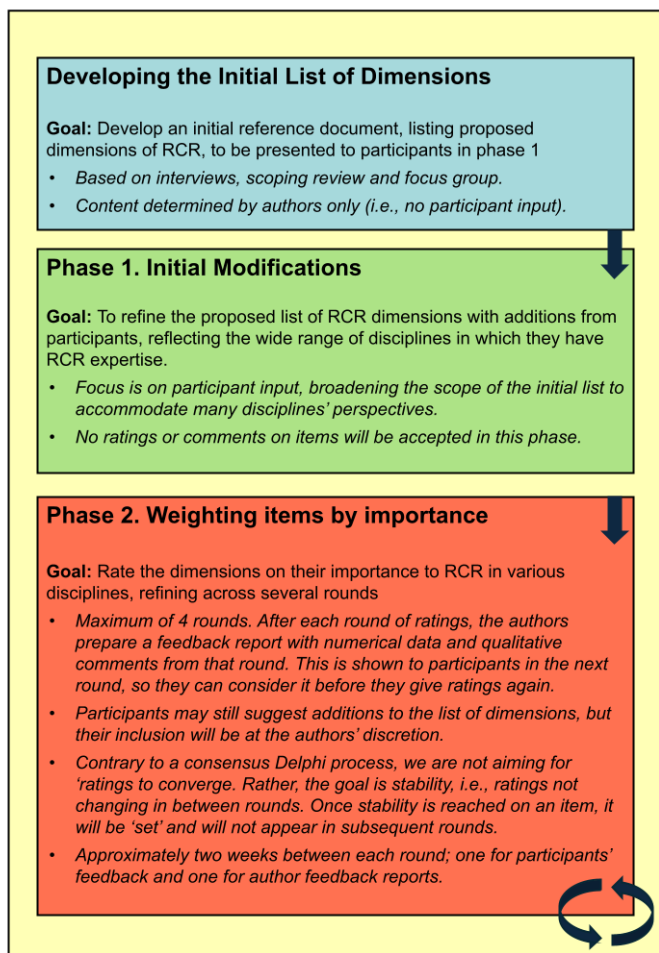 Developing the Initial List of Dimensions
Goal: Develop an initial reference document, listing proposed
dimensions of RCR, to be presented to participants in phase 1
• Based on interviews, scoping review and focus group.
• Content determined by authors only (i.e., no participant input).
Phase 1. Initial Modifications
Goal: To refine the proposed list of RCR dimensions with additions from
participants, reflecting the wide range of disciplines in which they have
RCR expertise.
• Focus is on participant input, broadening the scope of the initial list to
accommodate many disciplines’ perspectives.
• No ratings or comments on items will be accepted in this phase.
Phase 2. Weighting items by importance
Goal: Rate the dimensions on their importance to RCR in various
disciplines, refining across several rounds
• Maximum of 4 rounds. After each round of ratings, the authors
prepare a feedback report with numerical data and qualitative
comments from that round. This is shown to participants in the next
round, so they can consider it before they give ratings again.
• Participants may still suggest additions to the list of dimensions, but
their inclusion will be at the authors’ discretion.
• Contrary to a consensus Delphi process, we are not aiming for
‘ratings to converge. Rather, the goal is stability, i.e., ratings not
changing in between rounds. Once stability is reached on an item, it
will be ‘set’ and will not appear in subsequent rounds.
• Approximately two weeks between each round; one for participants’
feedback and one for author feedback reports.